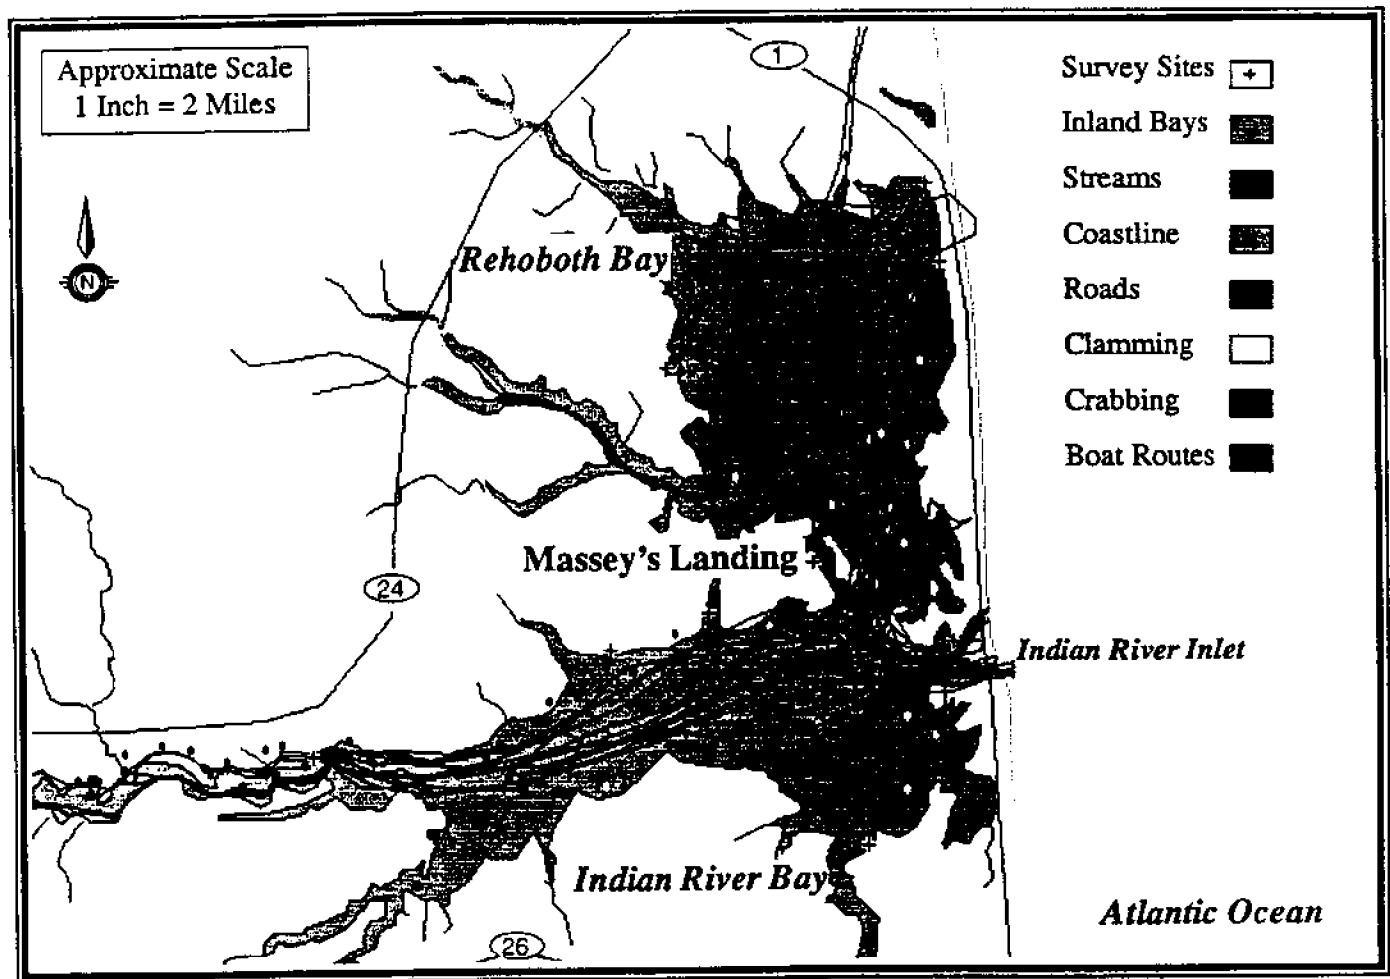 Approximate Scale
1 Inch = 2 Miles
1
Survey Sites
Inland Bays
Streams
Coastline
Roads
Clamming
Crabbing
Boat Routes
N
Rehoboth Bay
Massey's Landing
24
Indian River Inlet
Indian River Bay
26
Atlantic Ocean